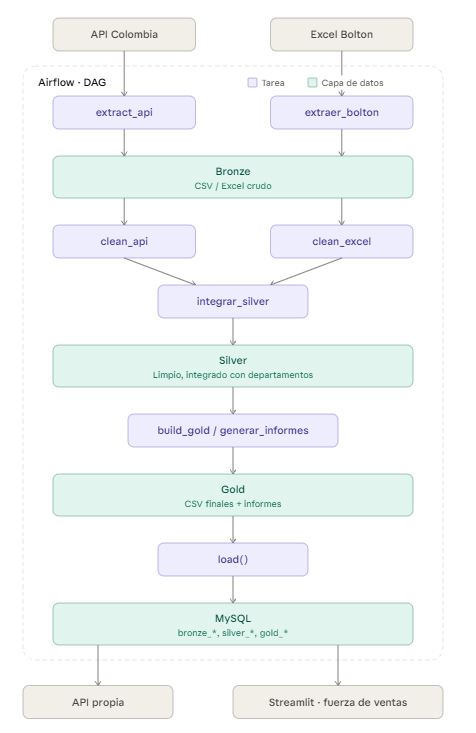 API Colombia
Excel Bolton
Airflow · DAG
Tarea
Capa de datos
extract_api
extraer_bolton
Bronze
CSV / Excel crudo
clean_api
clean_excel
integrar_silver
Silver
Limpio, integrado con departamentos
build_gold / generar_informes
Gold
CSV finales + informes
load()
MySQL
bronze_*, silver_*, gold_*
API propia
Streamlit · fuerza de ventas